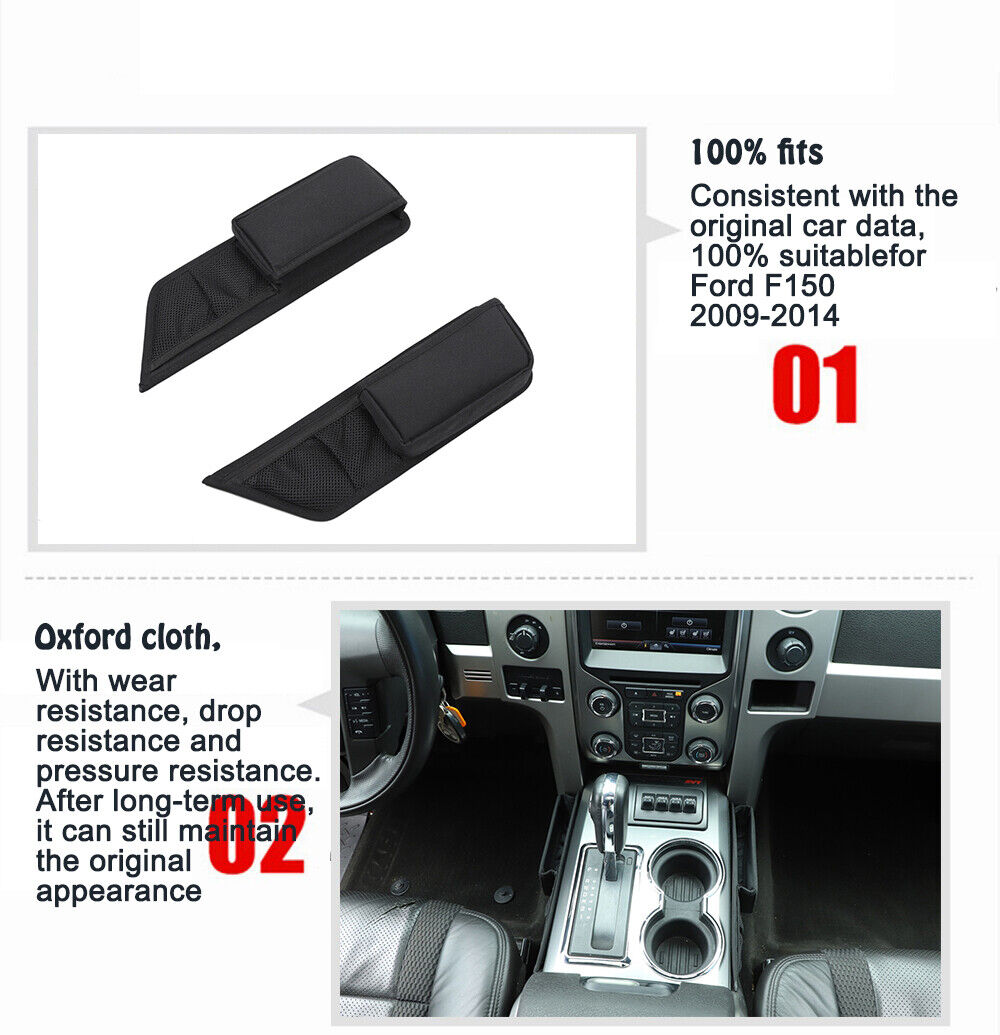 100% fits
Consistent with the
original car data,
100% suitablefor
Ford F150
2009-2014
01
Oxford cloth,
With wear
resistance, drop
resistance and
pressure resistance.
After long-term use,
it can still maintain
the original
appearance
02